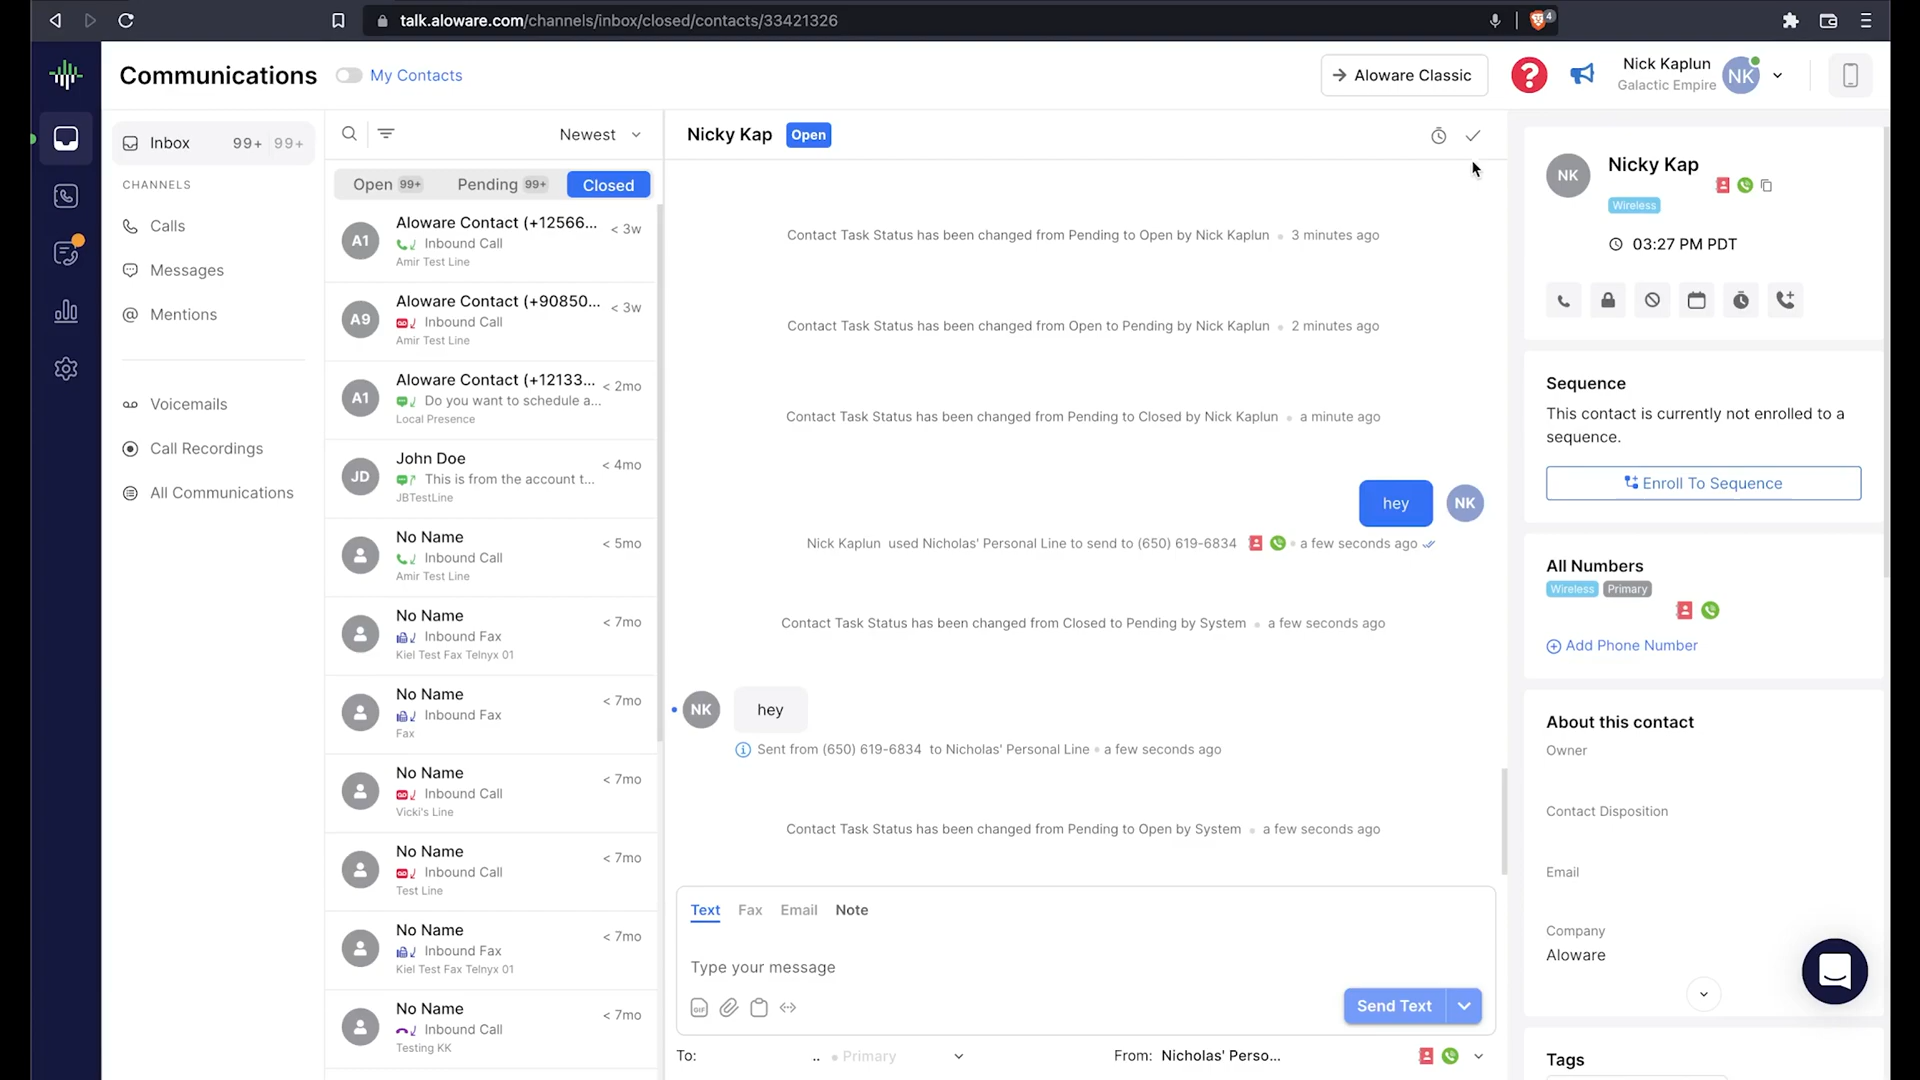 talk.aloware.com/channels/inbox/closed/contacts/33421326
4
Communications
My Contacts
Aloware Classic
?
Nick Kaplun
Galactic Empire
NK
Inbox 99+ 99+
CHANNELS
Calls
Messages
Mentions
Voicemails
Call Recordings
All Communications
Newest
Open 99+ Pending 99+ Closed
A1
Aloware Contact (+12566... < 3w
Inbound Call
Amir Test Line
A9
Aloware Contact (+90850... < 3w
Inbound Call
Amir Test Line
A1
Aloware Contact (+12133... < 2mo
Do you want to schedule a...
Local Presence
JD
John Doe < 4mo
This is from the account t...
JBTestLine
No Name < 5mo
Inbound Call
Amir Test Line
No Name < 7mo
Inbound Fax
Kiel Test Fax Telnyx 01
No Name < 7mo
Inbound Fax
Fax
No Name < 7mo
Inbound Call
Vicki's Line
No Name < 7mo
Inbound Call
Test Line
No Name < 7mo
Inbound Fax
Kiel Test Fax Telnyx 01
No Name < 7mo
Inbound Call
Testing KK
Nicky Kap Open
Contact Task Status has been changed from Pending to Open by Nick Kaplun • 3 minutes ago
Contact Task Status has been changed from Open to Pending by Nick Kaplun • 2 minutes ago
Contact Task Status has been changed from Pending to Closed by Nick Kaplun • a minute ago
hey NK
Nick Kaplun used Nicholas' Personal Line to send to (650) 619-6834 • a few seconds ago
Contact Task Status has been changed from Closed to Pending by System • a few seconds ago
NK hey
Sent from (650) 619-6834 to Nicholas' Personal Line • a few seconds ago
Contact Task Status has been changed from Pending to Open by System • a few seconds ago
Text Fax Email Note
Type your message
GIF
Send Text
To: .. • Primary
From: Nicholas' Perso...
NK
Nicky Kap
Wireless
03:27 PM PDT
Sequence
This contact is currently not enrolled to a
sequence.
Enroll To Sequence
All Numbers
Wireless Primary
Add Phone Number
About this contact
Owner
Contact Disposition
Email
Company
Aloware
Tags